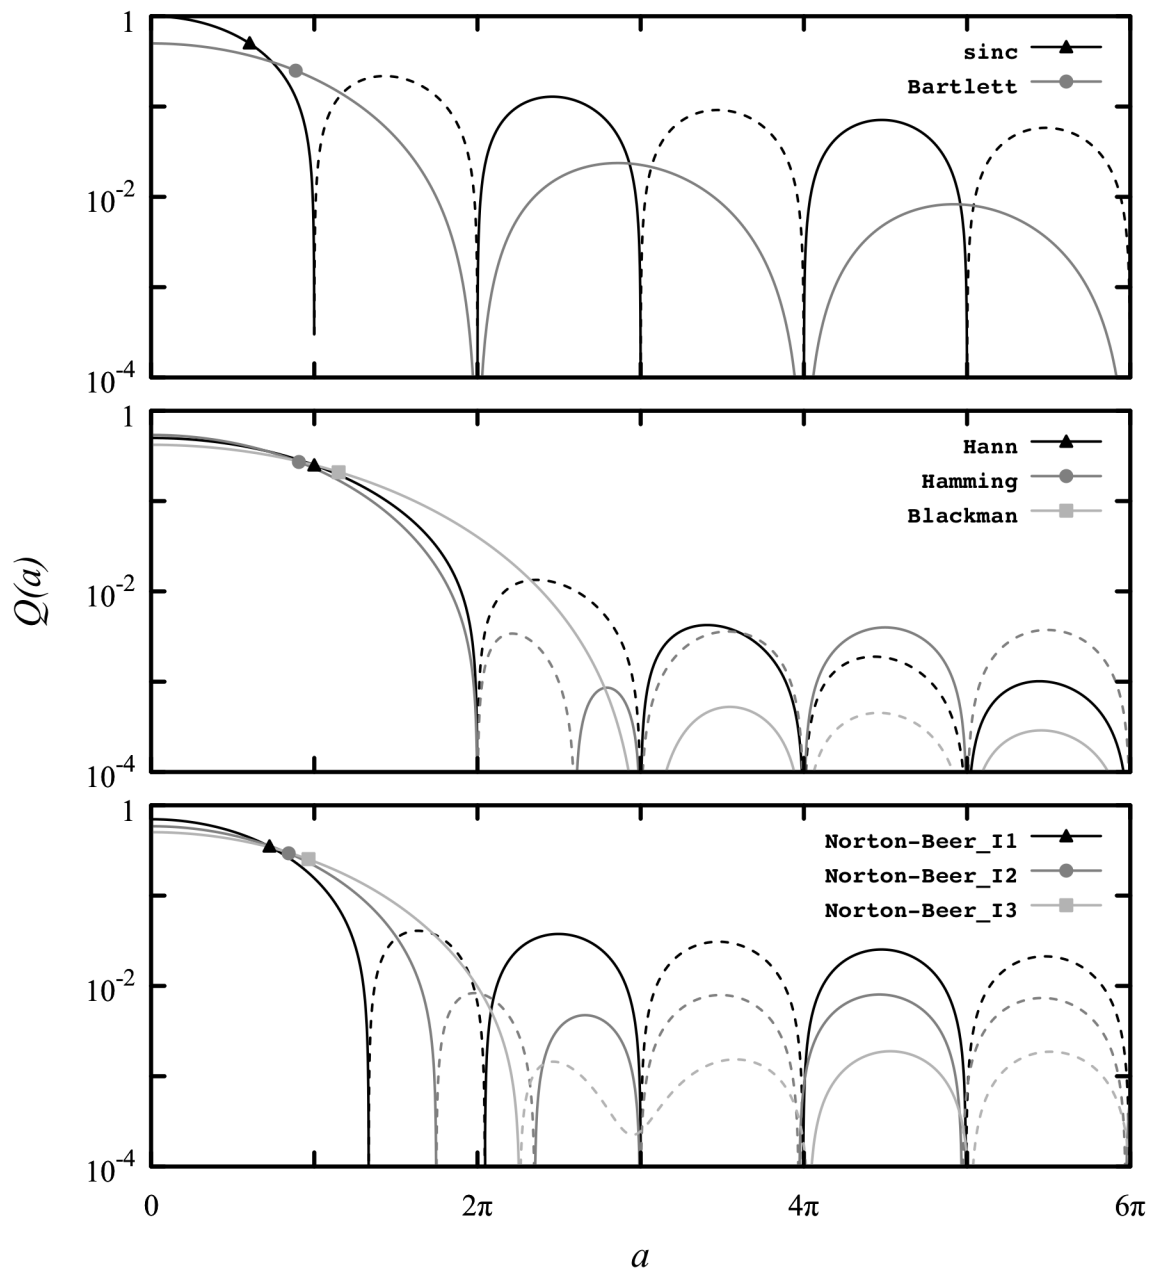 1
10-2
10-4
sinc
Bartlett
1
10-2
10-4
Hann
Hamming
Blackman
Q(a)
1
10-2
10-4
Norton-Beer_I1
Norton-Beer_I2
Norton-Beer_I3
0 2π 4π 6π
a